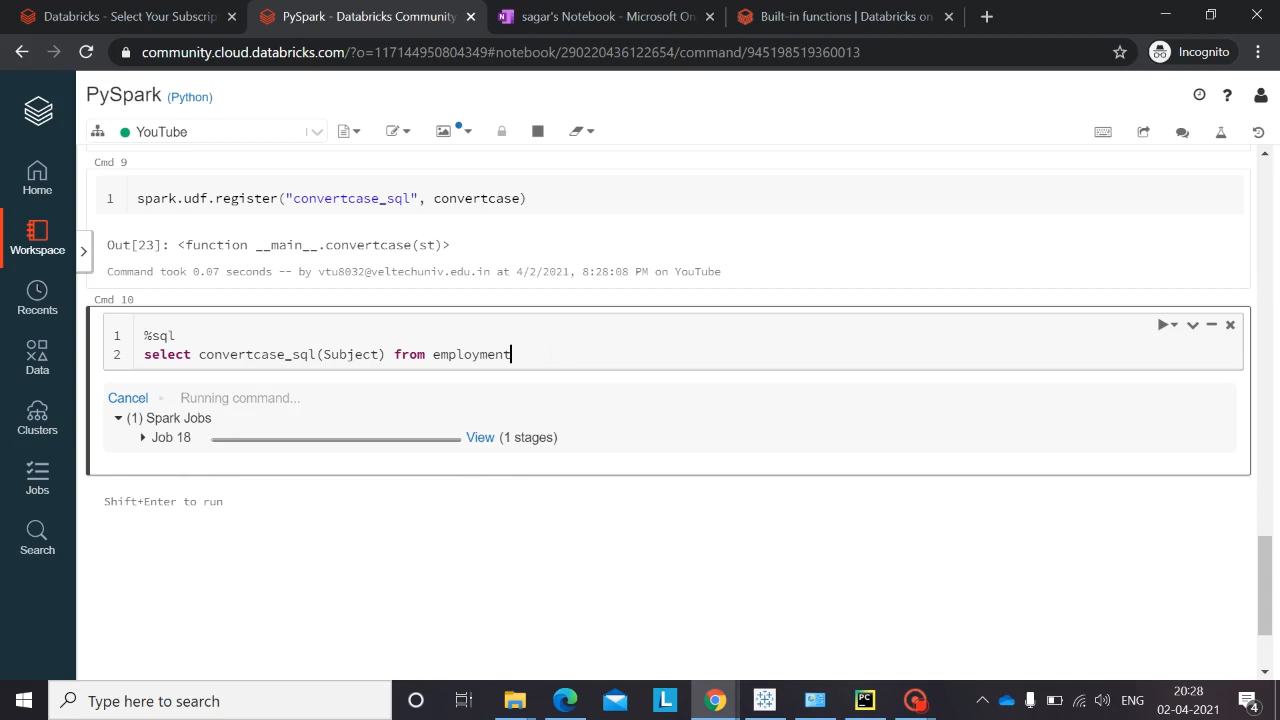 Databricks - Select Your Subscrip
PySpark - Databricks Community
sagar's Notebook - Microsoft On
Built-in functions | Databricks on
community.cloud.databricks.com/?o=117144950804349#notebook/290220436122654/command/945198519360013
Incognito
PySpark (Python)
YouTube
Home
Workspace
Recents
Data
Clusters
Jobs
Search
Cmd 9
1 spark.udf.register("convertcase_sql", convertcase)
Out[23]: <function __main__.convertcase(st)>
Command took 0.07 seconds -- by vtu8032@veltechuniv.edu.in at 4/2/2021, 8:28:08 PM on YouTube
Cmd 10
1 %sql
2 select convertcase_sql(Subject) from employment
Cancel Running command...
(1) Spark Jobs
Job 18 View (1 stages)
Shift+Enter to run
Type here to search
L
PC
ENG
20:28
02-04-2021
4